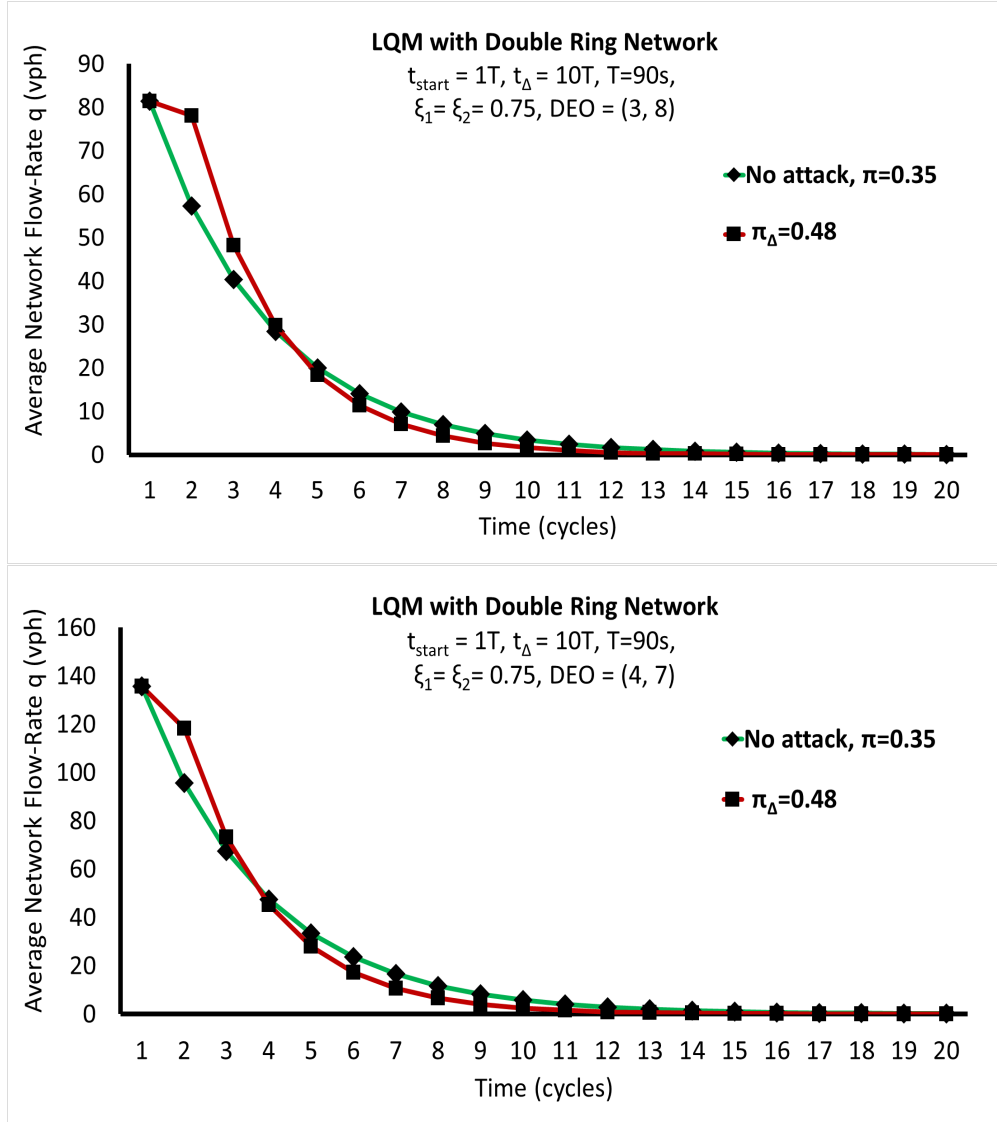 LQM with Double Ring Network
t_start = 1T, t_Δ = 10T, T=90s,
ξ₁= ξ₂= 0.75, DEO = (3, 8)
Average Network Flow-Rate q (vph)
90
80
70
60
50
40
30
20
10
0
No attack, π=0.35
π_Δ=0.48
1 2 3 4 5 6 7 8 9 10 11 12 13 14 15 16 17 18 19 20
Time (cycles)
LQM with Double Ring Network
t_start = 1T, t_Δ = 10T, T=90s,
ξ₁= ξ₂= 0.75, DEO = (4, 7)
Average Network Flow-Rate q (vph)
160
140
120
100
80
60
40
20
0
No attack, π=0.35
π_Δ=0.48
1 2 3 4 5 6 7 8 9 10 11 12 13 14 15 16 17 18 19 20
Time (cycles)